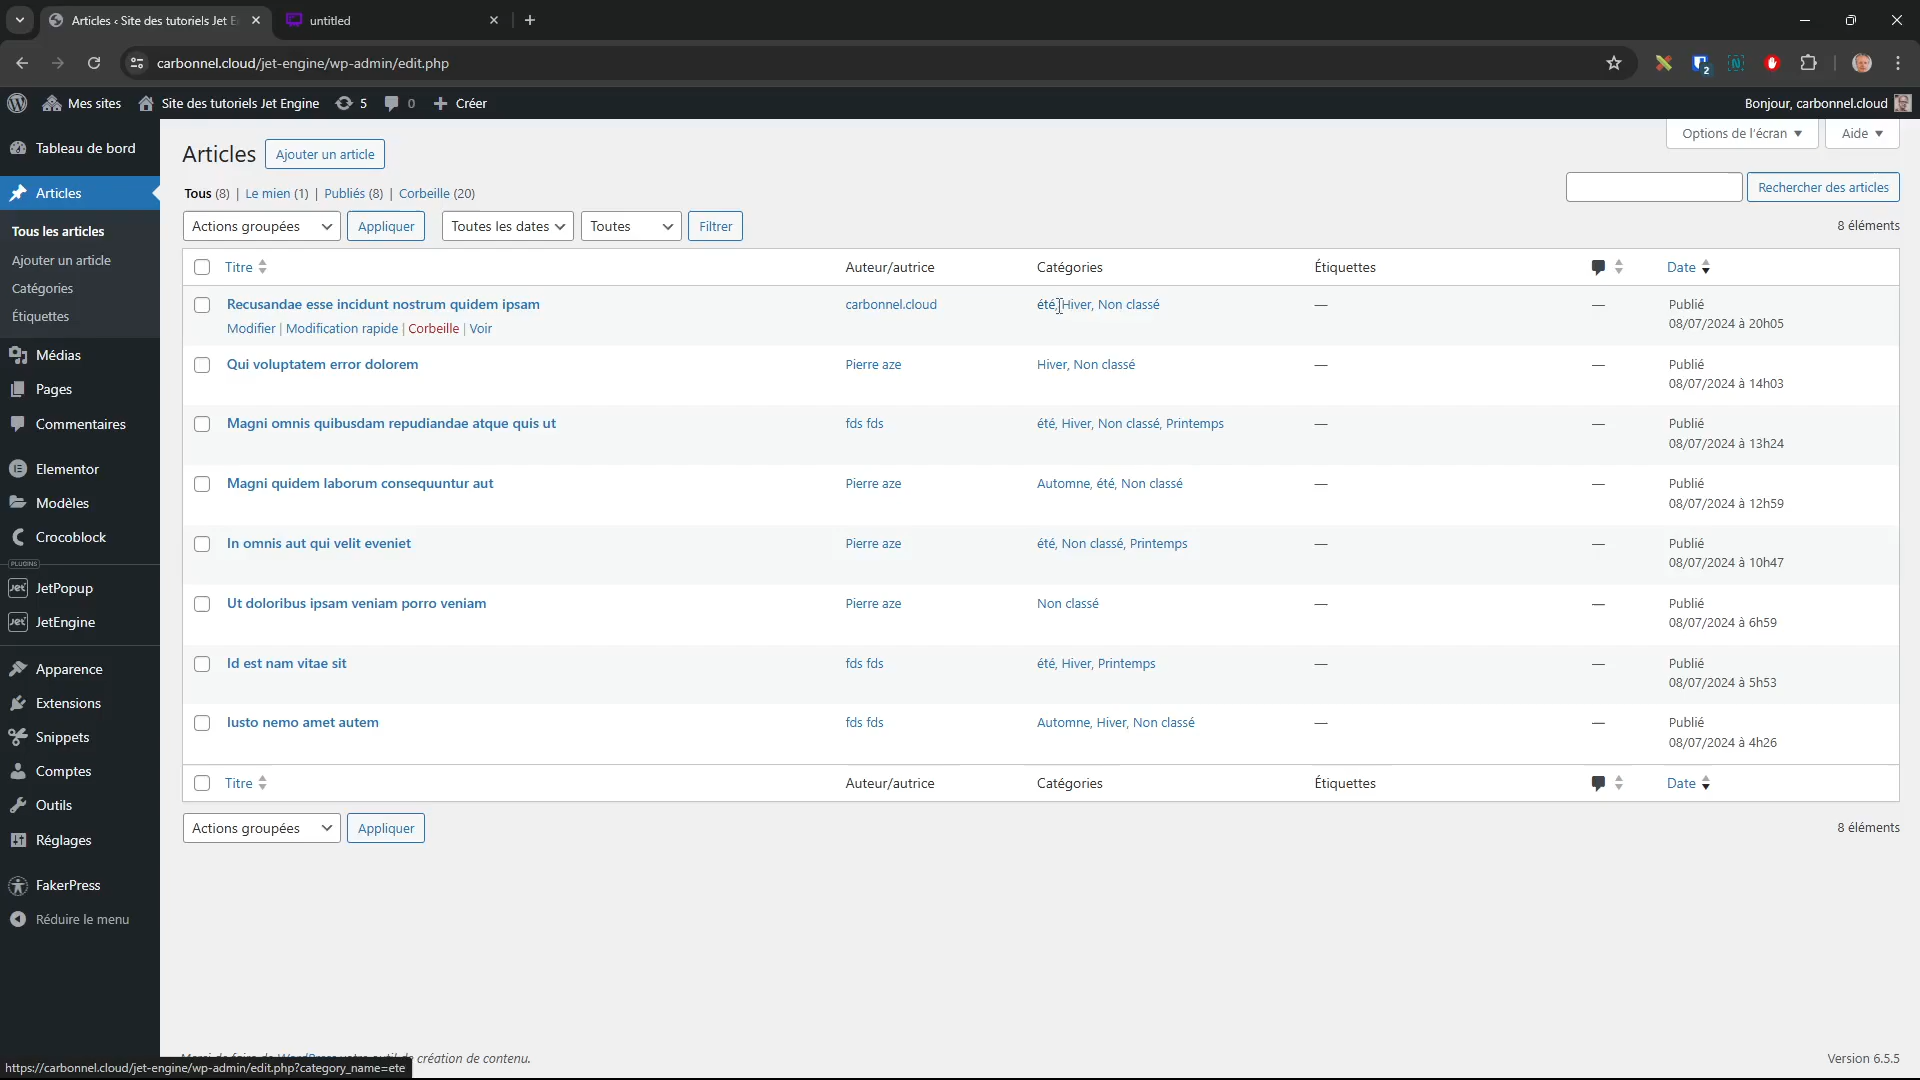 Articles ‹ Site des tutoriels Jet E
untitled
carbonnel.cloud/jet-engine/wp-admin/edit.php
2
Mes sites
Site des tutoriels Jet Engine
5
0
Créer
Bonjour, carbonnel.cloud
Tableau de bord
Articles
Tous les articles
Ajouter un article
Catégories
Étiquettes
Médias
Pages
Commentaires
Elementor
Modèles
Crocoblock
PLUGINS
Jet JetPopup
Jet JetEngine
Apparence
Extensions
Snippets
Comptes
Outils
Réglages
FakerPress
Réduire le menu
Options de l'écran
Aide
Articles
Ajouter un article
Tous (8) | Le mien (1) | Publiés (8) | Corbeille (20)
Rechercher des articles
Actions groupées
Appliquer
Toutes les dates
Toutes
Filtrer
8 éléments
Titre Auteur/autrice Catégories Étiquettes Date
Recusandae esse incidunt nostrum quidem ipsam carbonnel.cloud été, Hiver, Non classé — — Publié
Modifier | Modification rapide | Corbeille | Voir 08/07/2024 à 20h05
Qui voluptatem error dolorem Pierre aze Hiver, Non classé — — Publié
08/07/2024 à 14h03
Magni omnis quibusdam repudiandae atque quis ut fds fds été, Hiver, Non classé, Printemps — — Publié
08/07/2024 à 13h24
Magni quidem laborum consequuntur aut Pierre aze Automne, été, Non classé — — Publié
08/07/2024 à 12h59
In omnis aut qui velit eveniet Pierre aze été, Non classé, Printemps — — Publié
08/07/2024 à 10h47
Ut doloribus ipsam veniam porro veniam Pierre aze Non classé — — Publié
08/07/2024 à 6h59
Id est nam vitae sit fds fds été, Hiver, Printemps — — Publié
08/07/2024 à 5h53
Iusto nemo amet autem fds fds Automne, Hiver, Non classé — — Publié
08/07/2024 à 4h26
Titre Auteur/autrice Catégories Étiquettes Date
Actions groupées
Appliquer
8 éléments
création de contenu.
Version 6.5.5
https://carbonnel.cloud/jet-engine/wp-admin/edit.php?category_name=ete